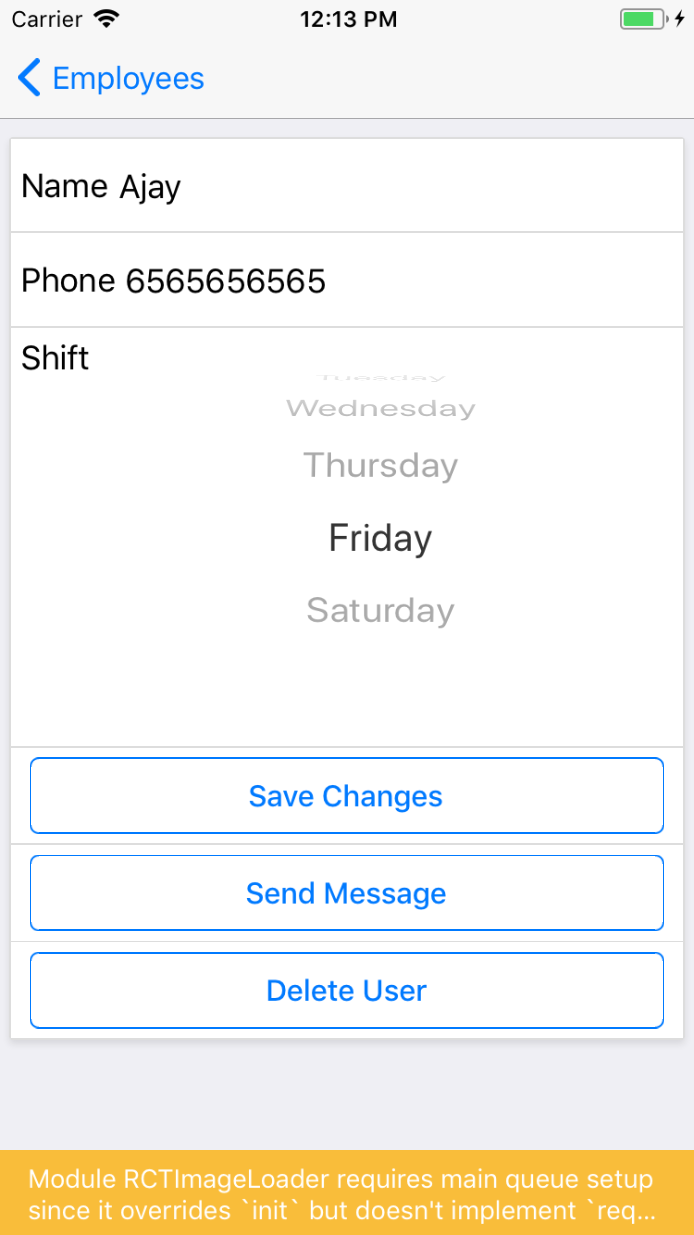 Carrier 12:13 PM
Employees
Name Ajay
Phone 6565656565
Shift
Tuesday
Wednesday
Thursday
Friday
Saturday
Save Changes
Send Message
Delete User
Module RCTImageLoader requires main queue setup
since it overrides `init` but doesn't implement `req...